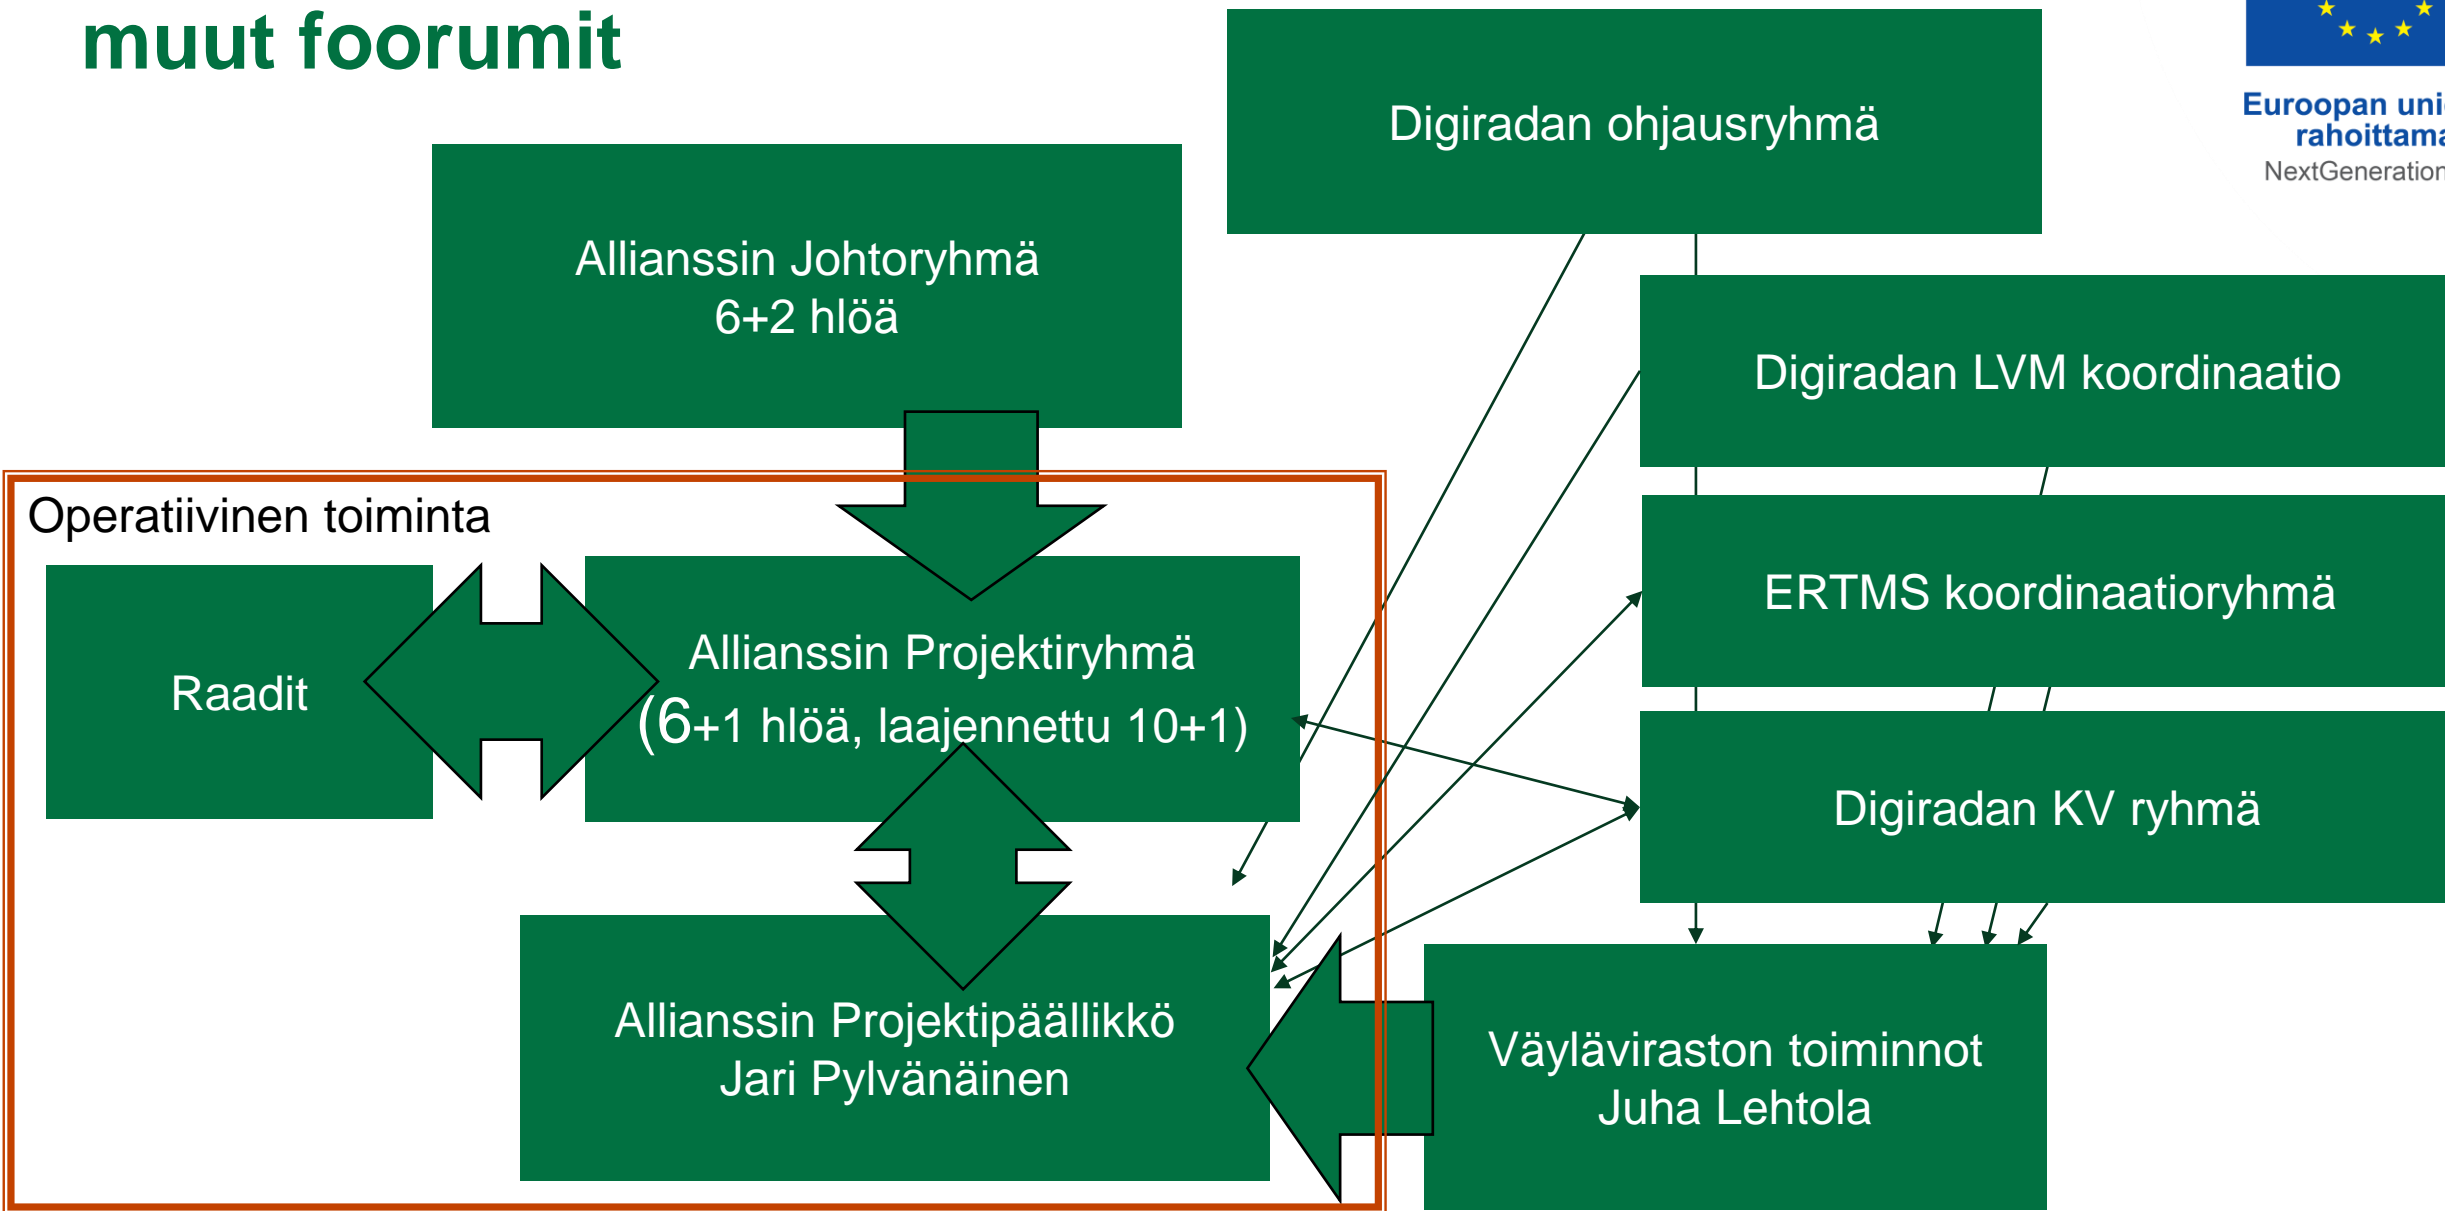 muut foorumit
Digiradan ohjausryhmä
Euroopan uni
rahoittama
NextGeneration
Allianssin Johtoryhmä
6+2 hlöä
Digiradan LVM koordinaatio
Operatiivinen toiminta
ERTMS koordinaatioryhmä
Raadit
Allianssin Projektiryhmä
(6+1 hlöä, laajennettu 10+1)
Digiradan KV ryhmä
Allianssin Projektipäällikkö
Jari Pylvänäinen
Väyläviraston toiminnot
Juha Lehtola